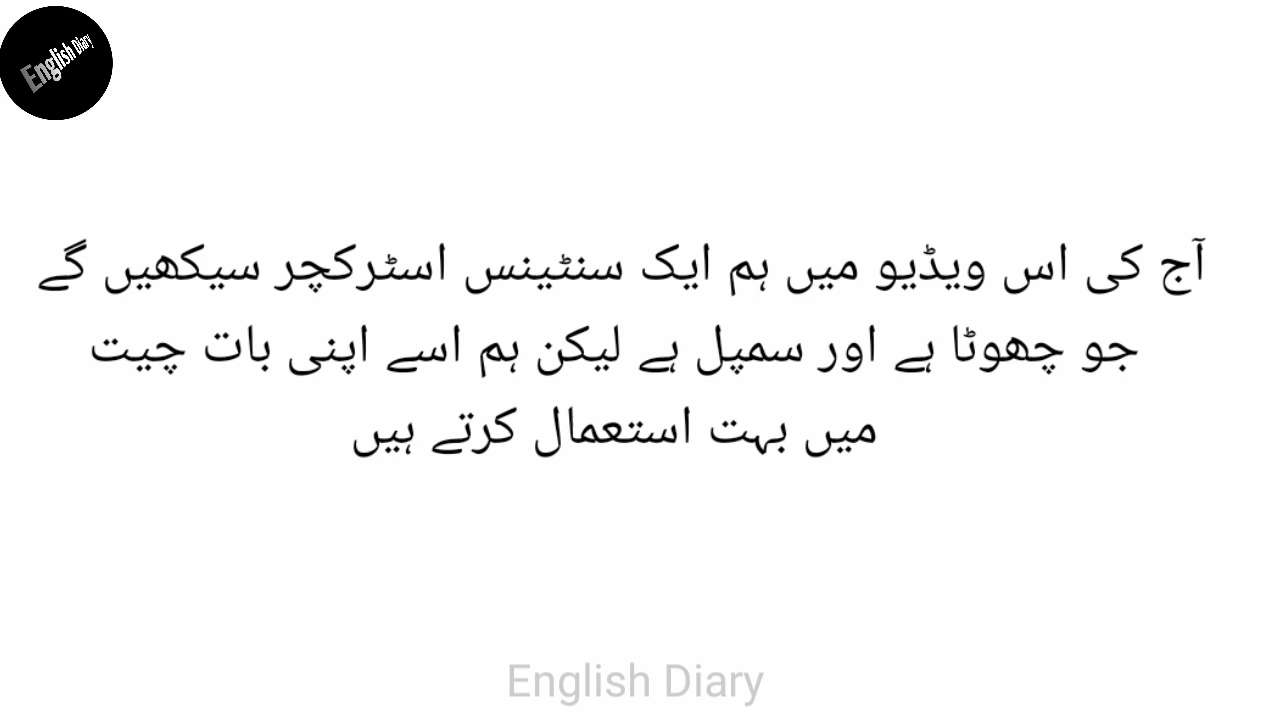 English Diary
آج کی اس ویڈیو میں ہم ایک سنٹینس اسٹرکچر سیکھیں گے
جو چھوٹا ہے اور سمپل ہے لیکن ہم اسے اپنی بات چیت
میں بہت استعمال کرتے ہیں
English Diary